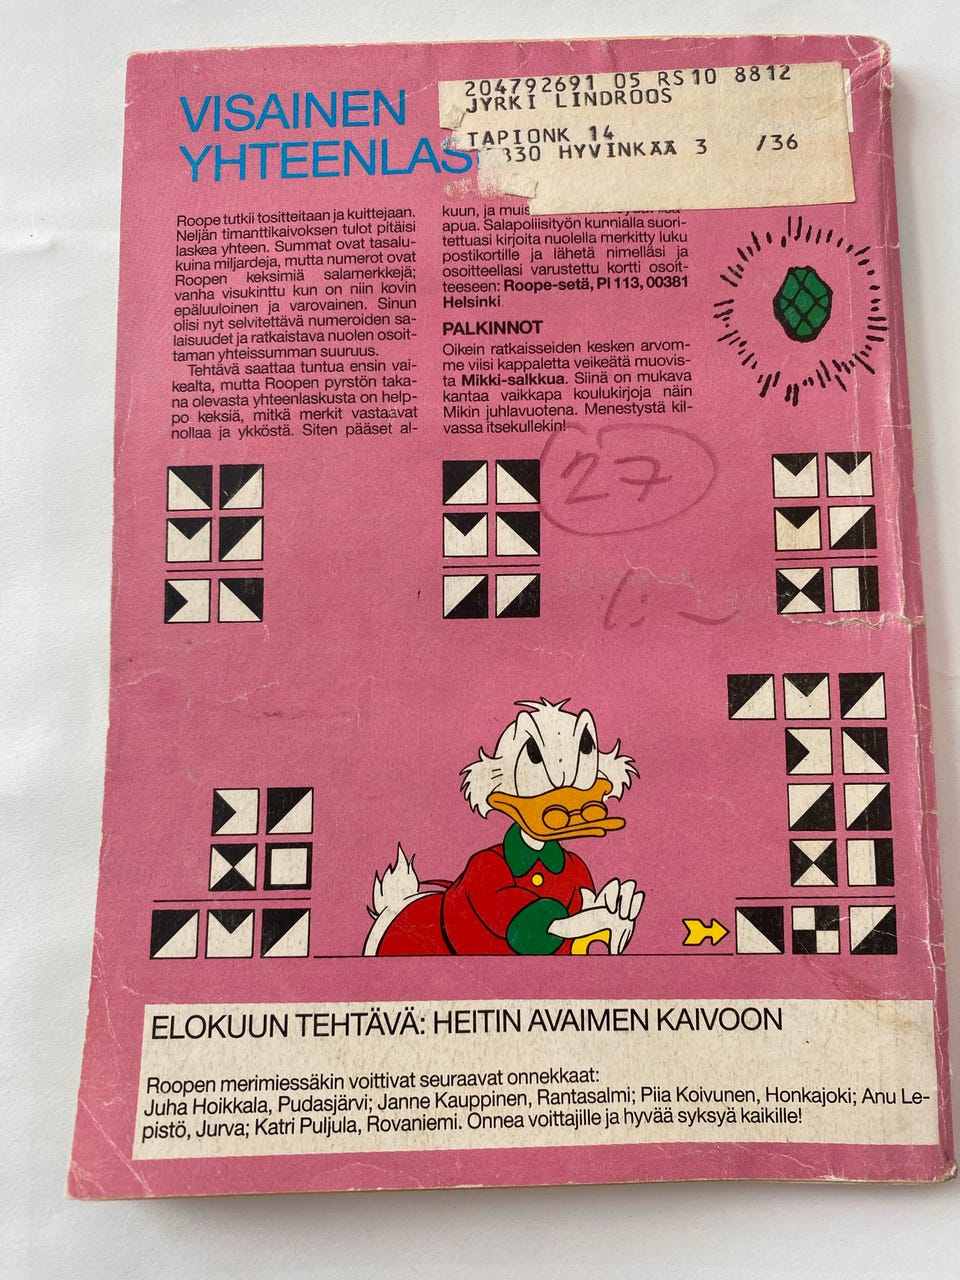 VISAINEN
204792691 05 RS10 8812
JYRKI LINDROOS
TAPIONK 14
830 HYVINKÄÄ 3 /36
YHTEENLAS
Roope tutkii tositteitaan ja kuittejaan.
Neljän timanttikaivoksen tulot pitäisi
laskea yhteen. Summat ovat tasalu-
kuina miljardeja, mutta numerot ovat
Roopen keksimiä salamerkkejä;
vanha visukinttu kun on niin kovin
epäluuloinen ja varovainen. Sinun
olisi nyt selvitettävä numeroiden sa-
laisuudet ja ratkaistava nuolen osoit-
taman yhteissumman suuruus.
Tehtävä saattaa tuntua ensin vai-
kealta, mutta Roopen pyrstön taka-
na olevasta yhteenlaskusta on help-
po keksiä, mitkä merkit vastaavat
nollaa ja ykköstä. Siten pääset al-
kuun, ja muis
apua. Salapoliisityön kunnialla suori-
tettuasi kirjoita nuolella merkitty luku
postikortille ja lähetä nimelläsi ja
osoitteellasi varustettu kortti osoit-
teeseen: Roope-setä, Pl 113, 00381
Helsinki.
PALKINNOT
Oikein ratkaisseiden kesken arvom-
me viisi kappaletta veikeätä muovis-
ta Mikki-salkkua. Siinä on mukava
kantaa vaikkapa koulukirjoja näin
Mikin juhlavuotena. Menestystä kil-
vassa itsekullekin!
27
ELOKUUN TEHTÄVÄ: HEITIN AVAIMEN KAIVOON
Roopen merimiessäkin voittivat seuraavat onnekkaat:
Juha Hoikkala, Pudasjärvi; Janne Kauppinen, Rantasalmi; Piia Koivunen, Honkajoki; Anu Le-
pistö, Jurva; Katri Puljula, Rovaniemi. Onnea voittajille ja hyvää syksyä kaikille!